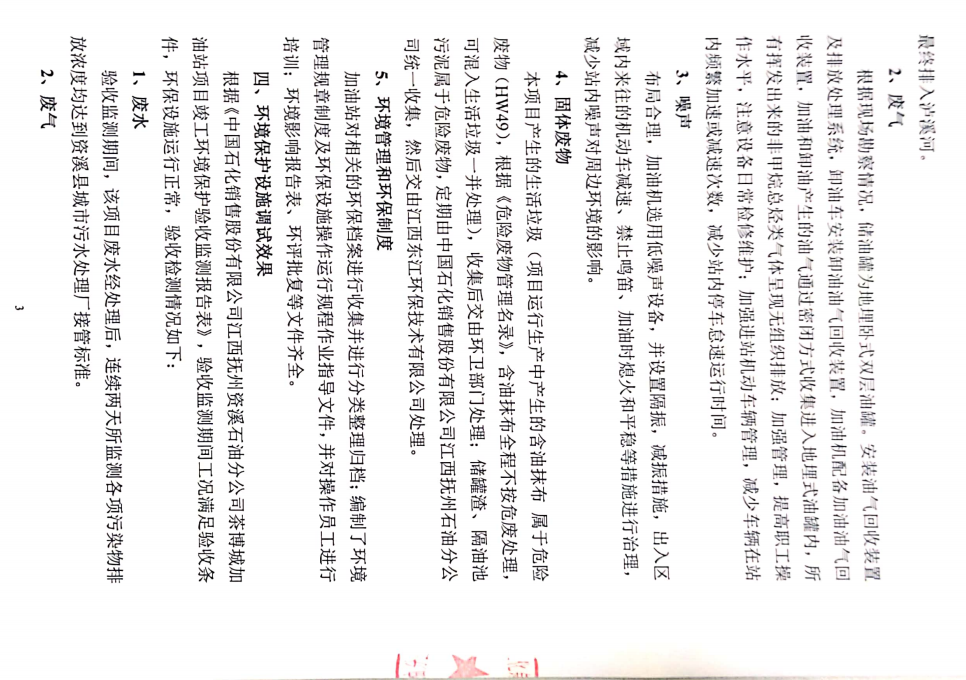 最终排入泸溪河。
2、废气
根据现场勘察情况，储油罐为地埋卧式双层油罐。安装油气回收装置
及排放处理系统，卸油车安装卸油油气回收装置，加油机配备加油油气回
收装置，加油和卸油产生的油气通过密闭方式收集进入地埋式油罐内，所
有挥发出来的非甲烷总烃类气体呈现无组织排放；加强管理，提高职工操
作水平，注意设备日常检修维护；加强进站机动车辆管理，减少车辆在站
内频繁加速或减速次数，减少站内停车怠速运行时间。
3、噪声
布局合理，加油机选用低噪声设备，并设置隔振，减振措施，出入区
域内来往的机动车减速、禁止鸣笛、加油时熄火和平稳等措施进行治理，
减少站内噪声对周边环境的影响。
4、固体废物
本项目产生的生活垃圾（项目运行生产中产生的含油抹布 属于危险
废物（HW49），根据《危险废物管理名录》，含油抹布全程不按危废处理，
可混入生活垃圾一并处理），收集后交由环卫部门处理；储罐渣、隔油池
污泥属于危险废物，定期由中国石化销售股份有限公司江西抚州石油分公
司统一收集，然后交由江西东江环保技术有限公司处理。
5、环境管理和环保制度
加油站对相关的环保档案进行收集并进行分类整理归档；编制了环境
管理规章制度及环保设施操作运行规程作业指导文件，并对操作员工进行
培训；环境影响报告表、环评批复等文件齐全。
四、环境保护设施调试效果
根据《中国石化销售股份有限公司江西抚州资溪石油分公司茶博城加
油站项目竣工环境保护验收监测报告表》，验收监测期间工况满足验收条
件，环保设施运行正常，验收检测情况如下：
1、废水
验收监测期间，该项目废水经处理后，连续两天所监测各项污染物排
放浓度均达到资溪县城市污水处理厂接管标准。
2、废气
3